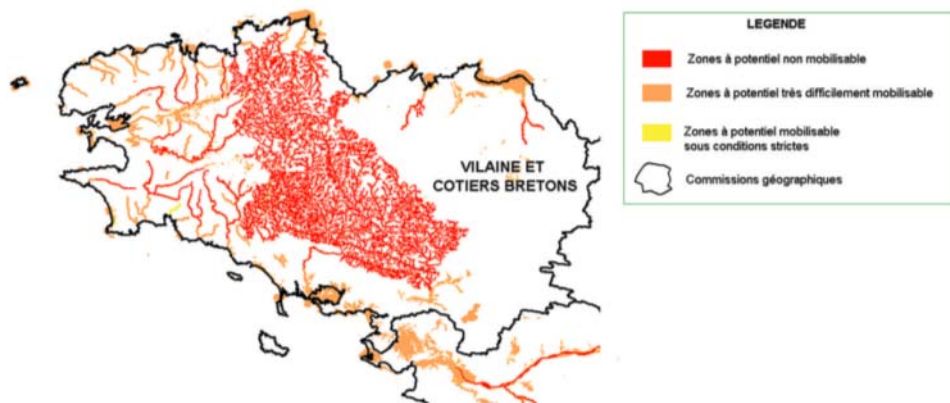 LEGENDE
Zones à potentiel non mobilisable
Zones à potentiel très difficilement mobilisable
Zones à potentiel mobilisable
sous conditions strictes
Commissions géographiques
VILAINE ET
COTIERS BRETONS